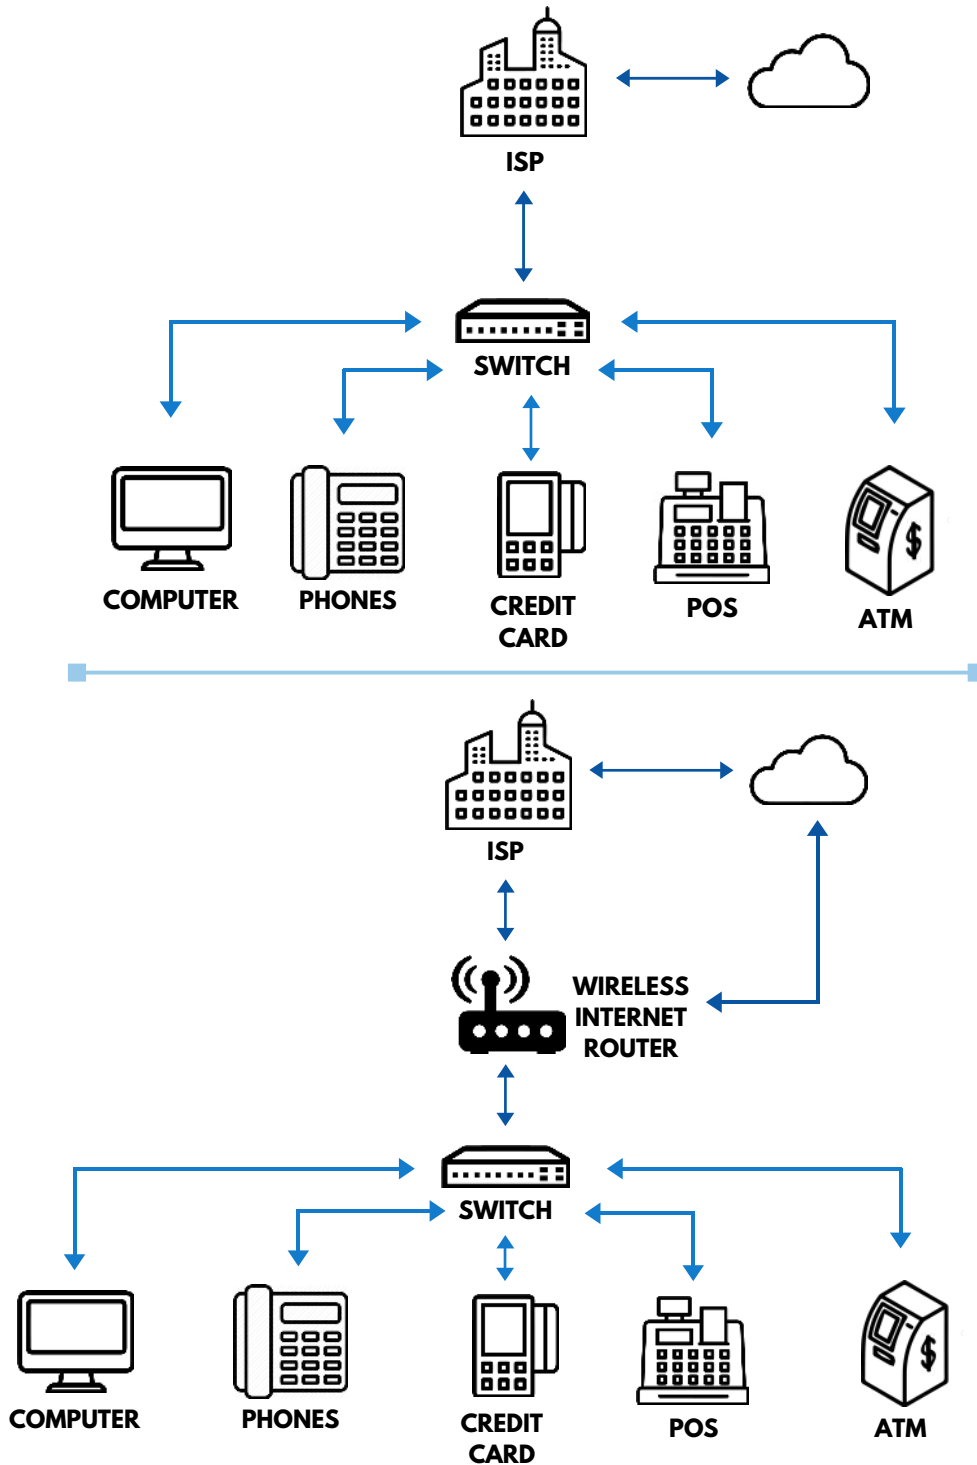 ISP
SWITCH
COMPUTER
PHONES
CREDIT
CARD
POS
ATM
ISP
WIRELESS
INTERNET
ROUTER
SWITCH
COMPUTER
PHONES
CREDIT
CARD
POS
ATM